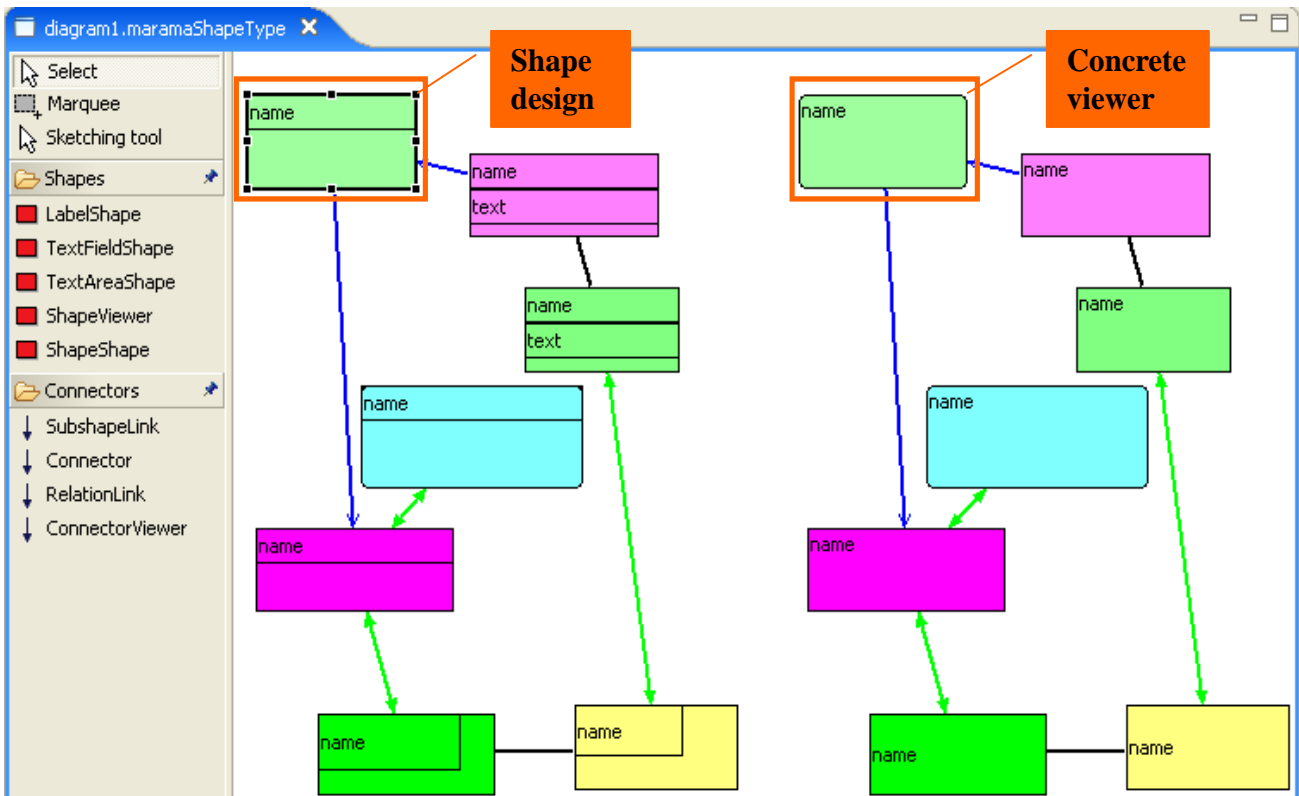 diagram1.maramaShapeType
Select
Marquee
Sketching tool
Shapes
LabelShape
TextFieldShape
TextAreaShape
ShapeViewer
ShapeShape
Connectors
SubshapeLink
Connector
RelationLink
ConnectorViewer
Shape
design
name
name
text
name
text
name
name
name
name
Concrete
viewer
name
name
name
name
name
name
name